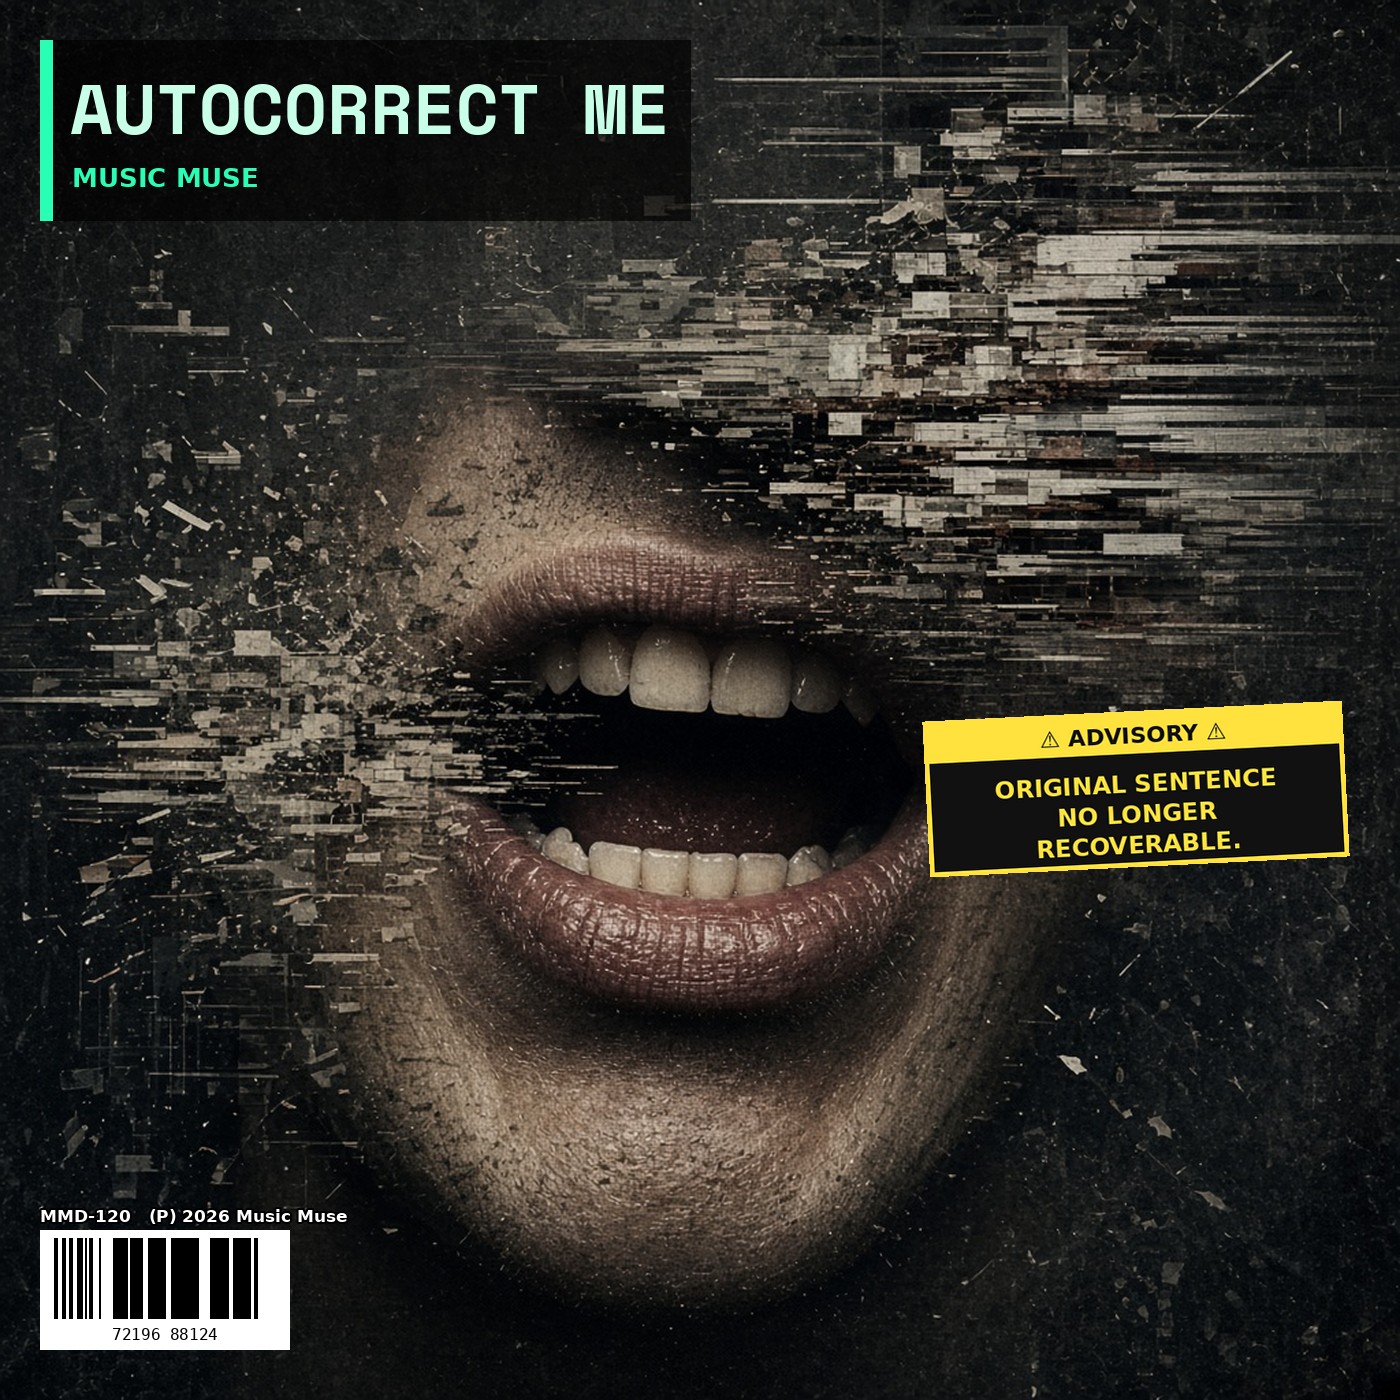 AUTOCORRECT ME
MUSIC MUSE
⚠ ADVISORY ⚠
ORIGINAL SENTENCE
NO LONGER
RECOVERABLE.
MMD-120 (P) 2026 Music Muse
72196 88124